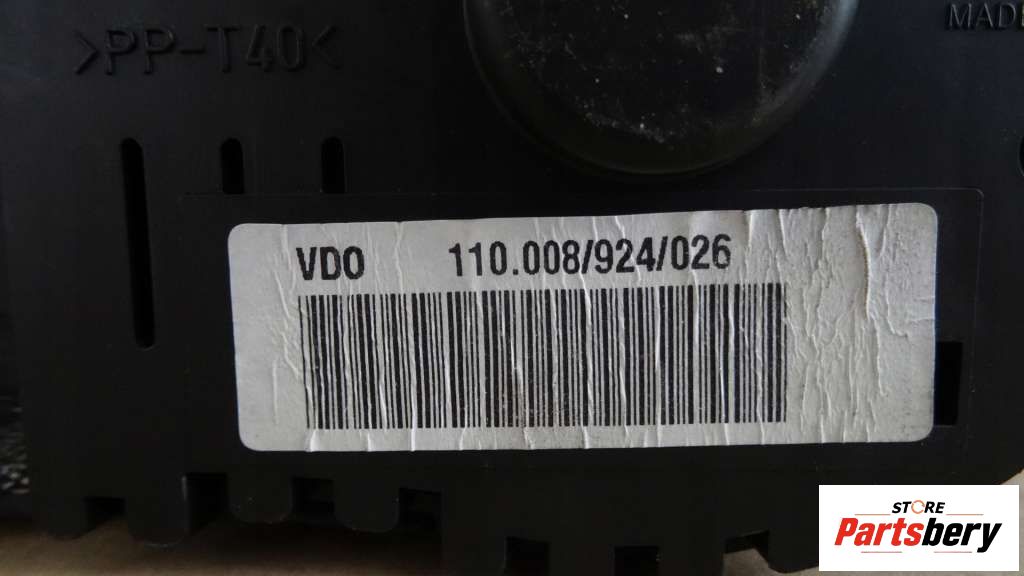 >PP-T40<
MADE
VDO 110.008/924/026
STORE
Partsbery